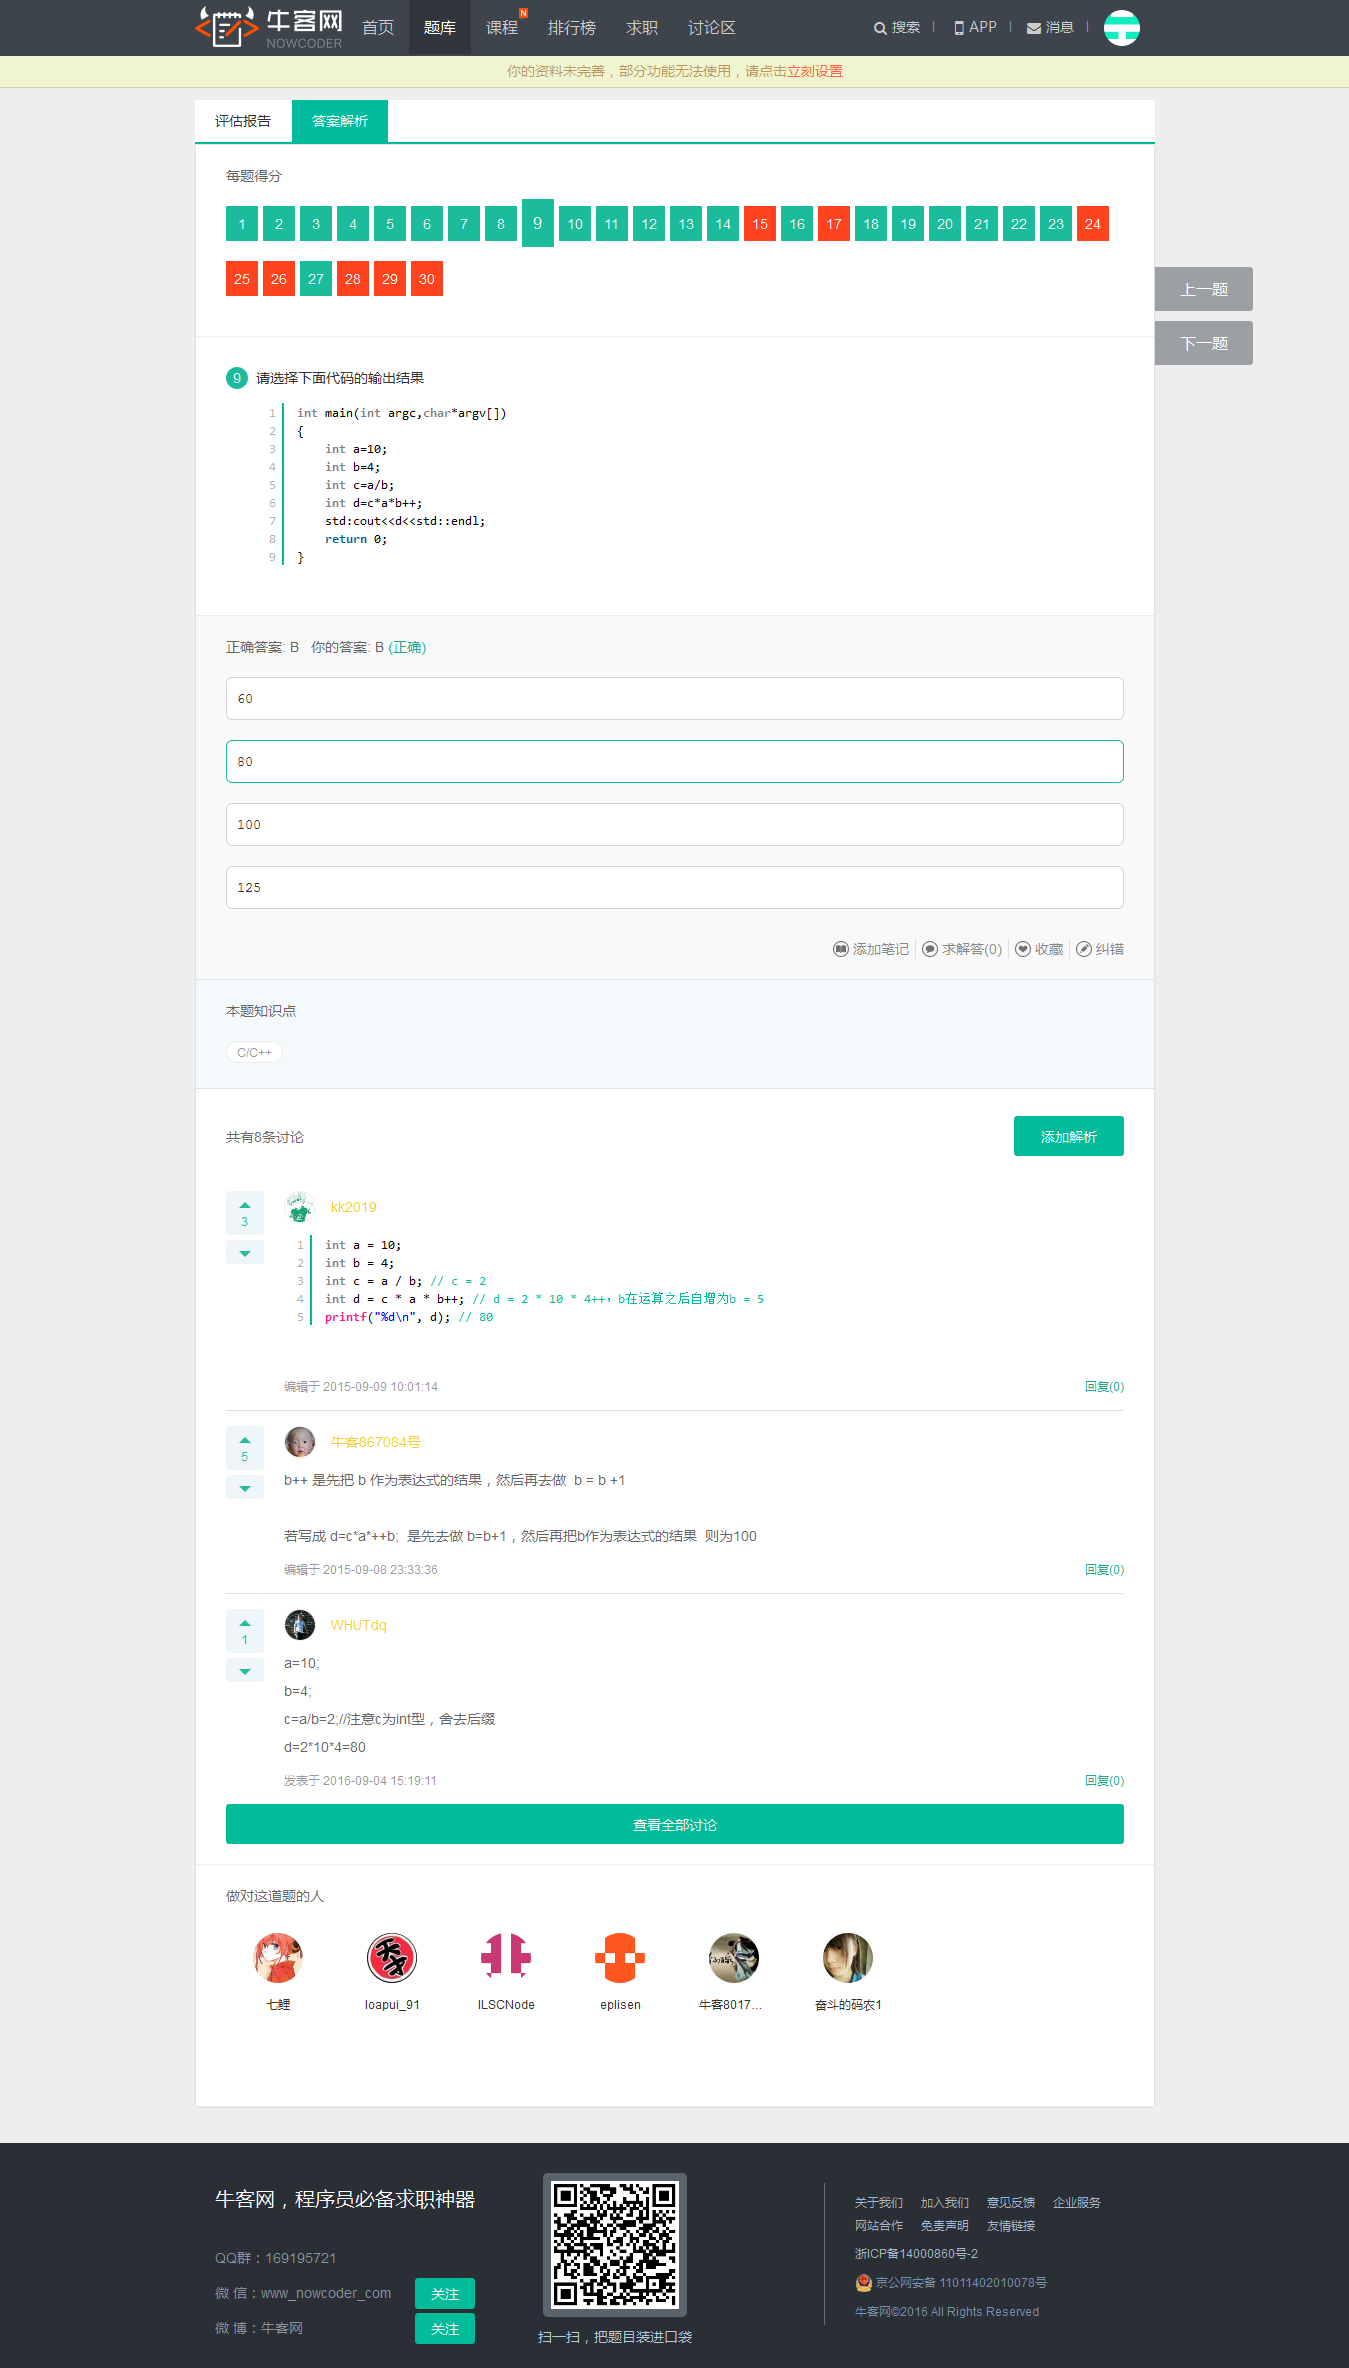 牛客网
NOWCODER
首页 题库 课程 N 排行榜 求职 讨论区 搜索 APP 消息
你的资料未完善，部分功能无法使用，请点击立刻设置
评估报告 答案解析
每题得分
1 2 3 4 5 6 7 8 9 10 11 12 13 14 15 16 17 18 19 20 21 22 23 24
25 26 27 28 29 30
上一题
下一题
9 请选择下面代码的输出结果
1 int main(int argc,char*argv[])
2 {
3 int a=10;
4 int b=4;
5 int c=a/b;
6 int d=c*a*b++;
7 std:cout<<d<<std::endl;
8 return 0;
9 }
正确答案: B 你的答案: B (正确)
60
80
100
125
添加笔记 求解答(0) 收藏 纠错
本题知识点
C/C++
共有8条讨论 添加解析
3 kk2019
1 int a = 10;
2 int b = 4;
3 int c = a / b; // c = 2
4 int d = c * a * b++; // d = 2 * 10 * 4++，b在运算之后自增为b = 5
5 printf("%d\n", d); // 80
编辑于 2015-09-09 10:01:14 回复(0)
5 牛客867084号
b++ 是先把 b 作为表达式的结果，然后再去做 b = b +1
若写成 d=c*a*++b; 是先去做 b=b+1，然后再把b作为表达式的结果 则为100
编辑于 2015-09-08 23:33:36 回复(0)
1 WHUTdq
a=10;
b=4;
c=a/b=2;//注意c为int型，舍去后缀
d=2*10*4=80
发表于 2016-09-04 15:19:11 回复(0)
查看全部讨论
做对这道题的人
天才
七鲤 loapui_91 ILSCNode eplisen 牛客8017... 奋斗的码农1
牛客网，程序员必备求职神器
QQ群：169195721
微 信：www_nowcoder_com 关注
微 博：牛客网 关注
扫一扫，把题目装进口袋
关于我们 加入我们 意见反馈 企业服务
网站合作 免责声明 友情链接
浙ICP备14000860号-2
京公网安备 11011402010078号
牛客网©2016 All Rights Reserved